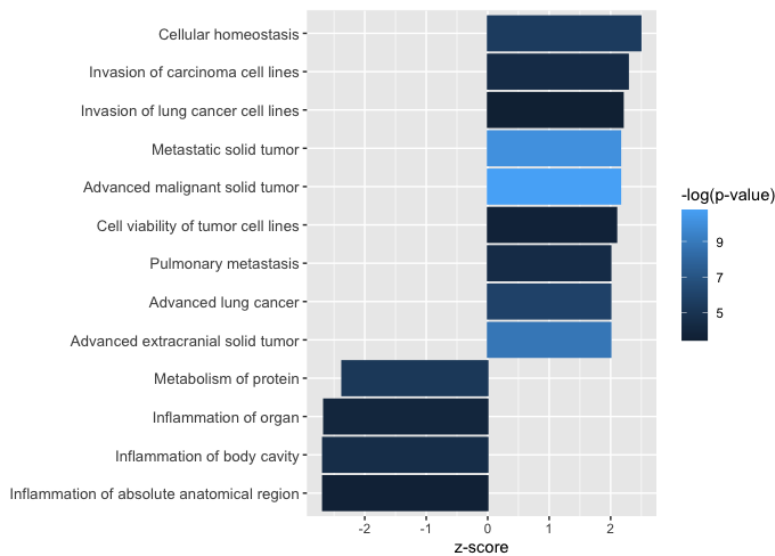 Cellular homeostasis
Invasion of carcinoma cell lines
Invasion of lung cancer cell lines
Metastatic solid tumor
Advanced malignant solid tumor
Cell viability of tumor cell lines
Pulmonary metastasis
Advanced lung cancer
Advanced extracranial solid tumor
Metabolism of protein
Inflammation of organ
Inflammation of body cavity
Inflammation of absolute anatomical region
-2 -1 0 1 2
z-score
-log(p-value)
9
7
5